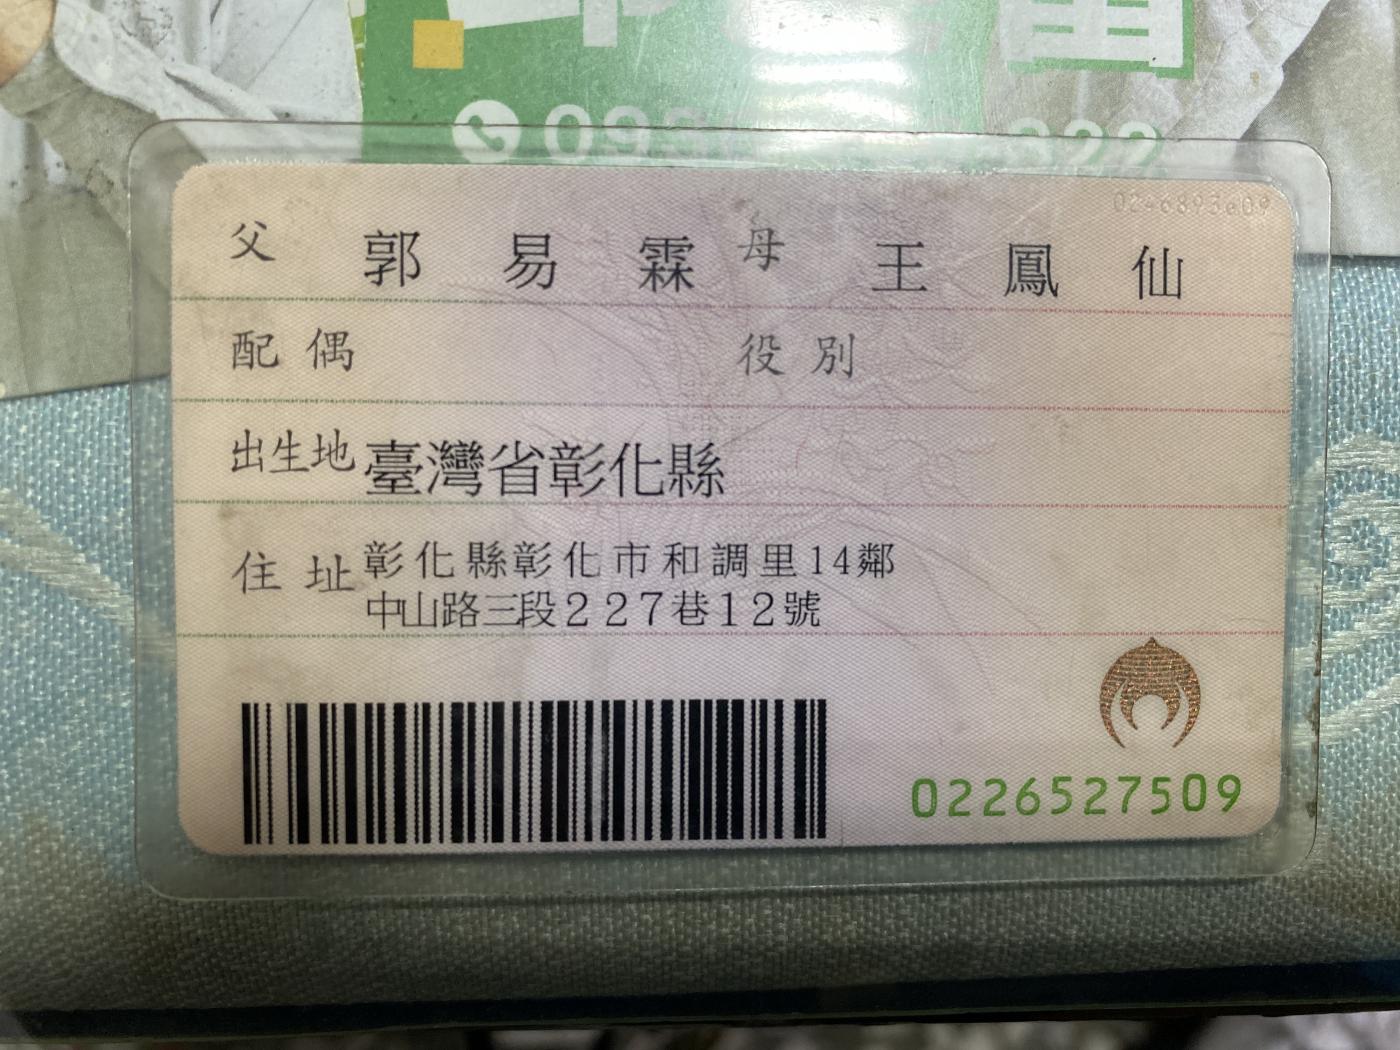 0246893609
父 郭易霖 母 王鳳仙
配偶 役別
出生地 臺灣省彰化縣
住址 彰化縣彰化市和調里14鄰
中山路三段227巷12號
0226527509